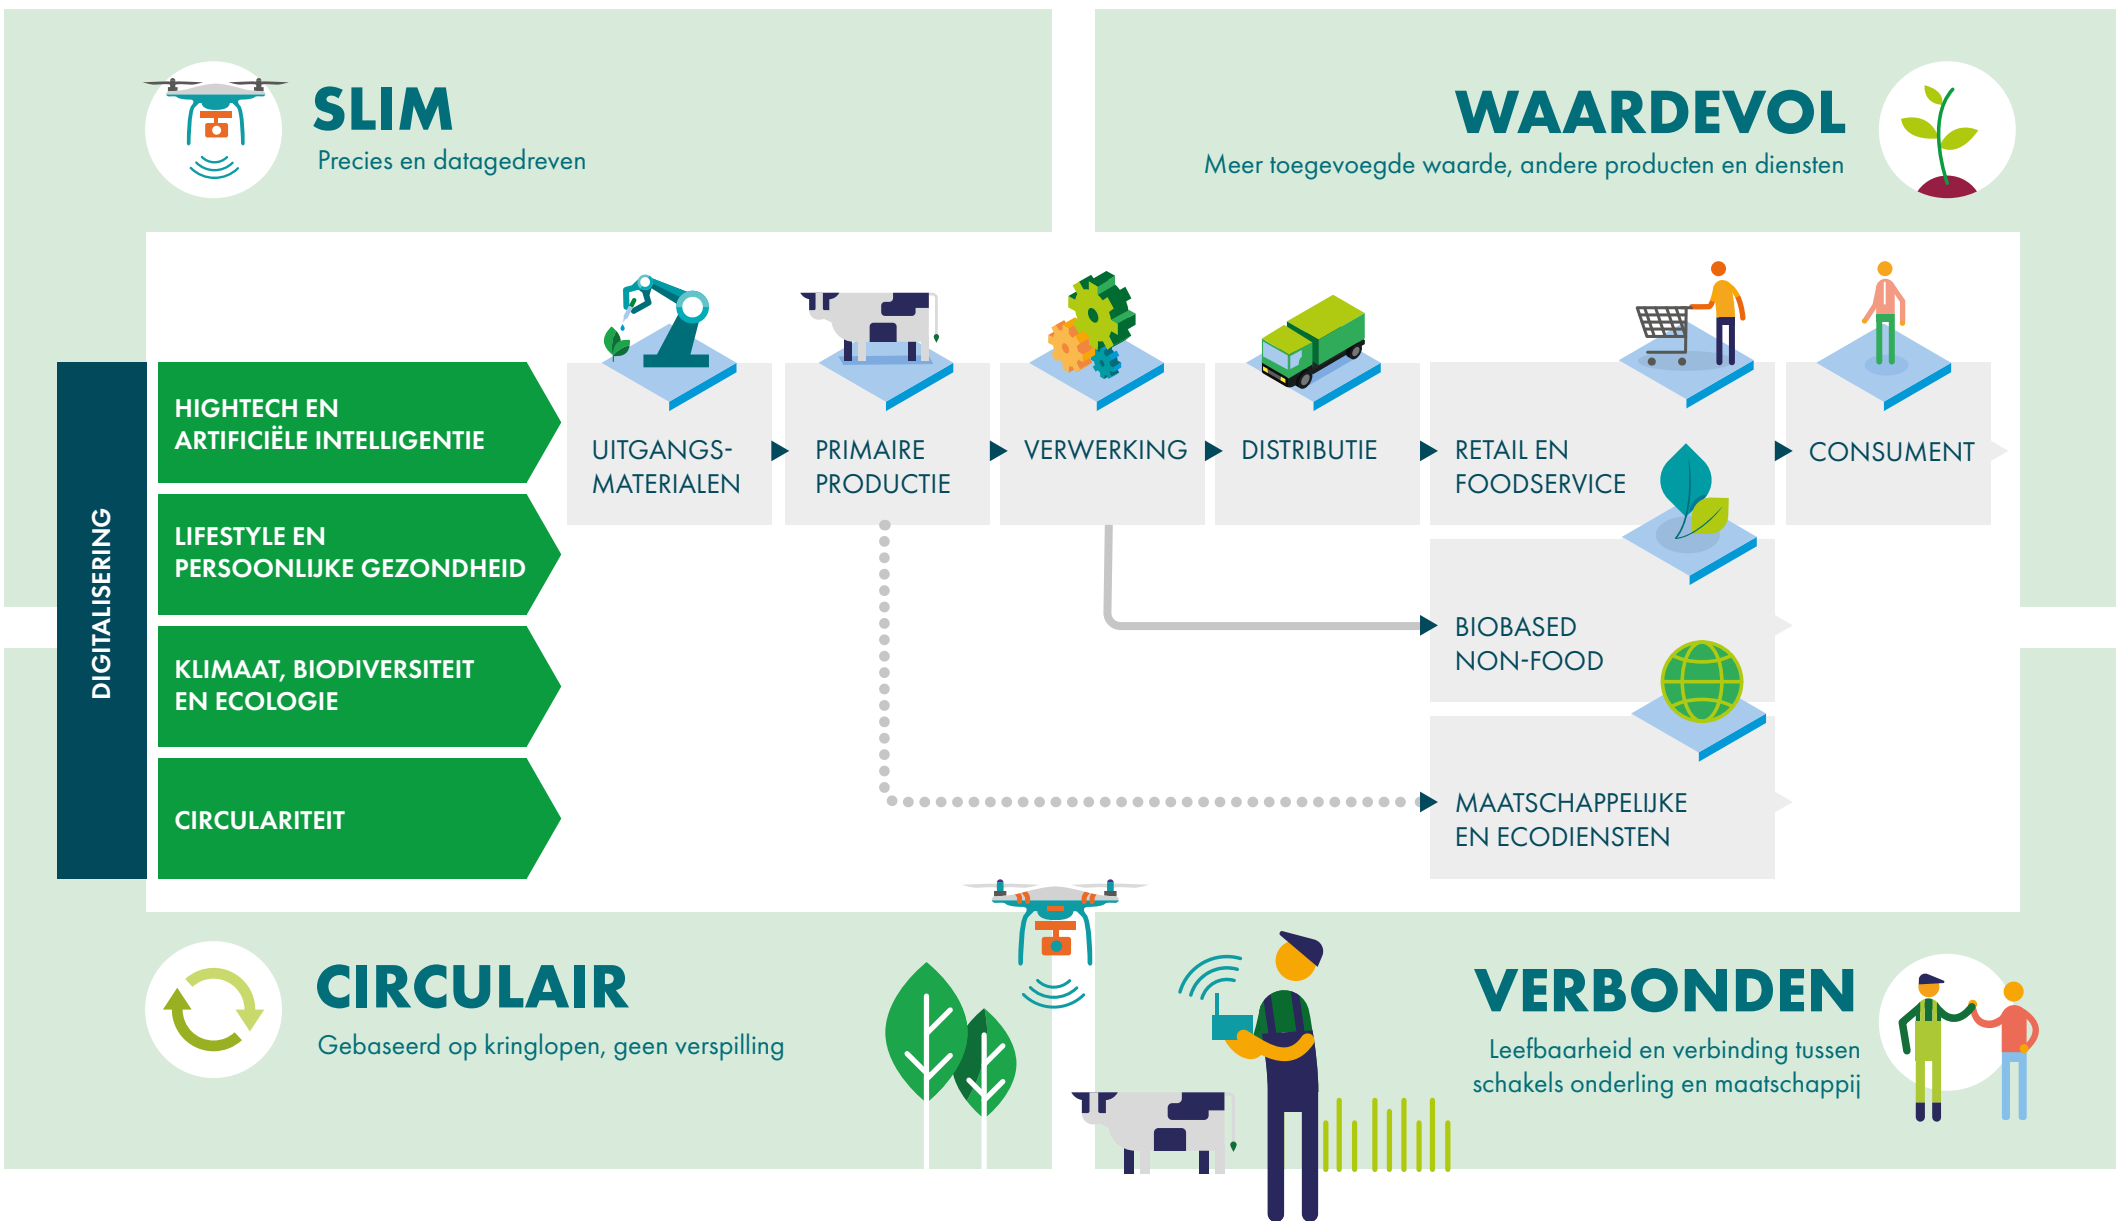 SLIM
Precies en datagedreven
WAARDEVOL
Meer toegevoegde waarde, andere producten en diensten
DIGITALISERING
HIGHTECH EN
ARTIFICIËLE INTELLIGENTIE
LIFESTYLE EN
PERSOONLIJKE GEZONDHEID
KLIMAAT, BIODIVERSITEIT
EN ECOLOGIE
CIRCULARITEIT
UITGANGS-
MATERIALEN
PRIMAIRE
PRODUCTIE
VERWERKING
DISTRIBUTIE
RETAIL EN
FOODSERVICE
CONSUMENT
BIOBASED
NON-FOOD
MAATSCHAPPELIJKE
EN ECODIENSTEN
CIRCULAIR
Gebaseerd op kringlopen, geen verspilling
VERBONDEN
Leefbaarheid en verbinding tussen
schakels onderling en maatschappij